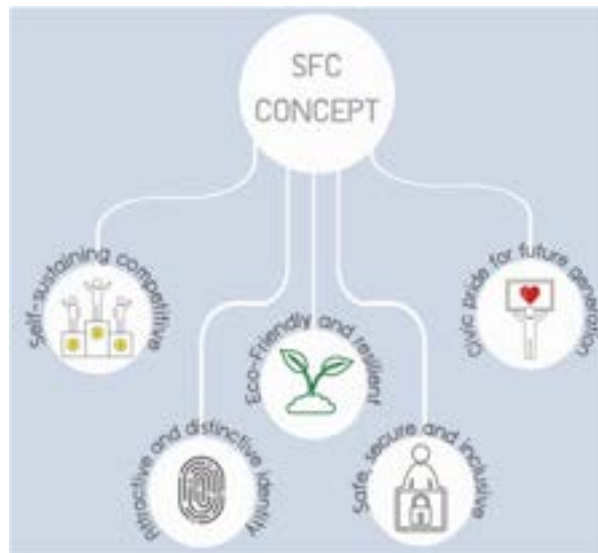 SFC
CONCEPT
Self-sustaining competitive
Civic pride for future generation
Eco-Friendly and resilient
Attractive and distinctive identity
Safe, secure and inclusive